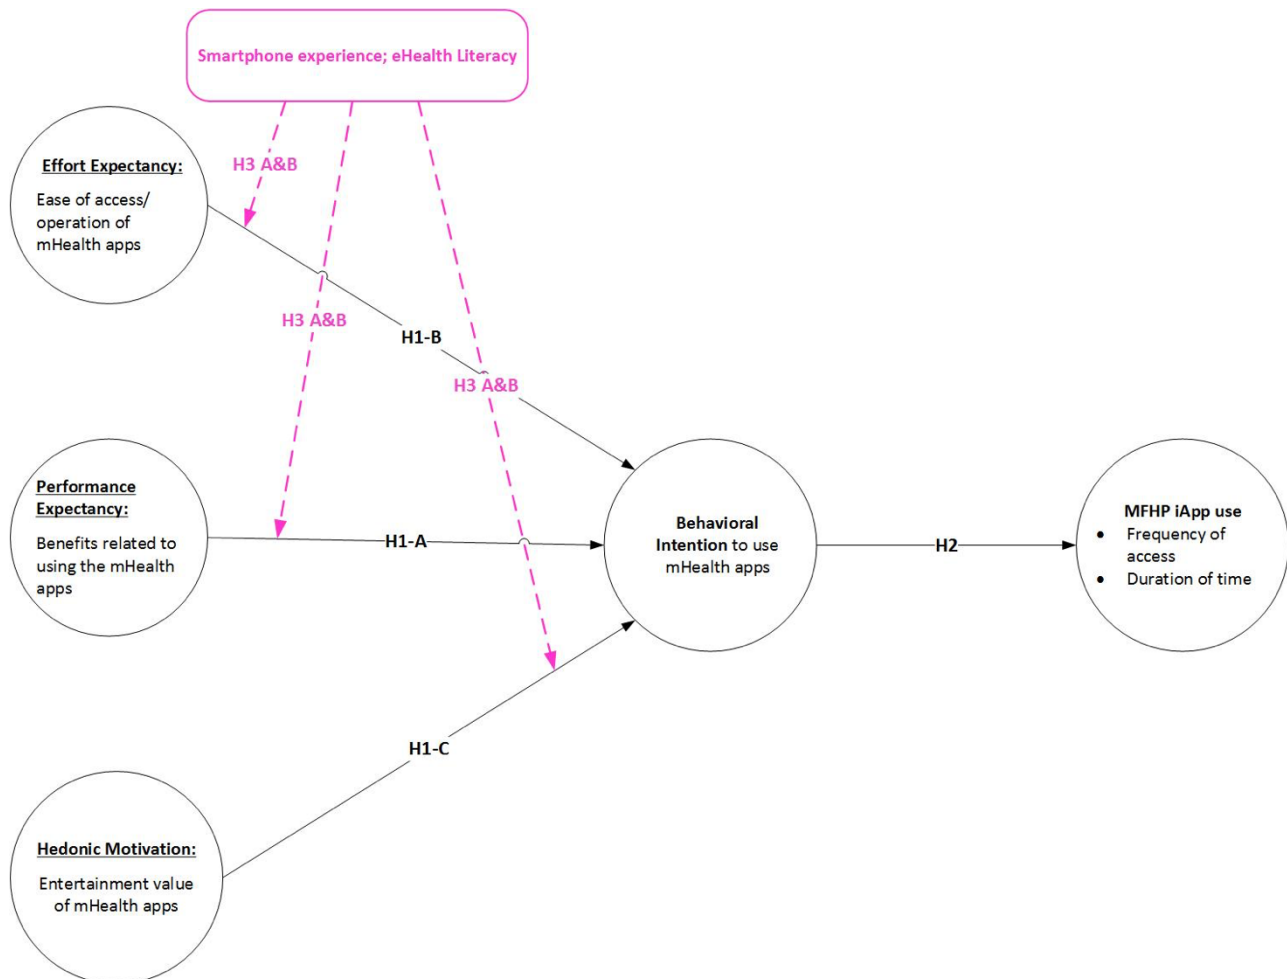 Smartphone experience; eHealth Literacy
H3 A&B
Effort Expectancy:
Ease of access/
operation of
mHealth apps
H3 A&B
H1-B
H3 A&B
Performance
Expectancy:
Benefits related to
using the mHealth
apps
H1-A
Behavioral
Intention to use
mHealth apps
H2
MFHP iApp use
• Frequency of
access
• Duration of time
H1-C
Hedonic Motivation:
Entertainment value
of mHealth apps